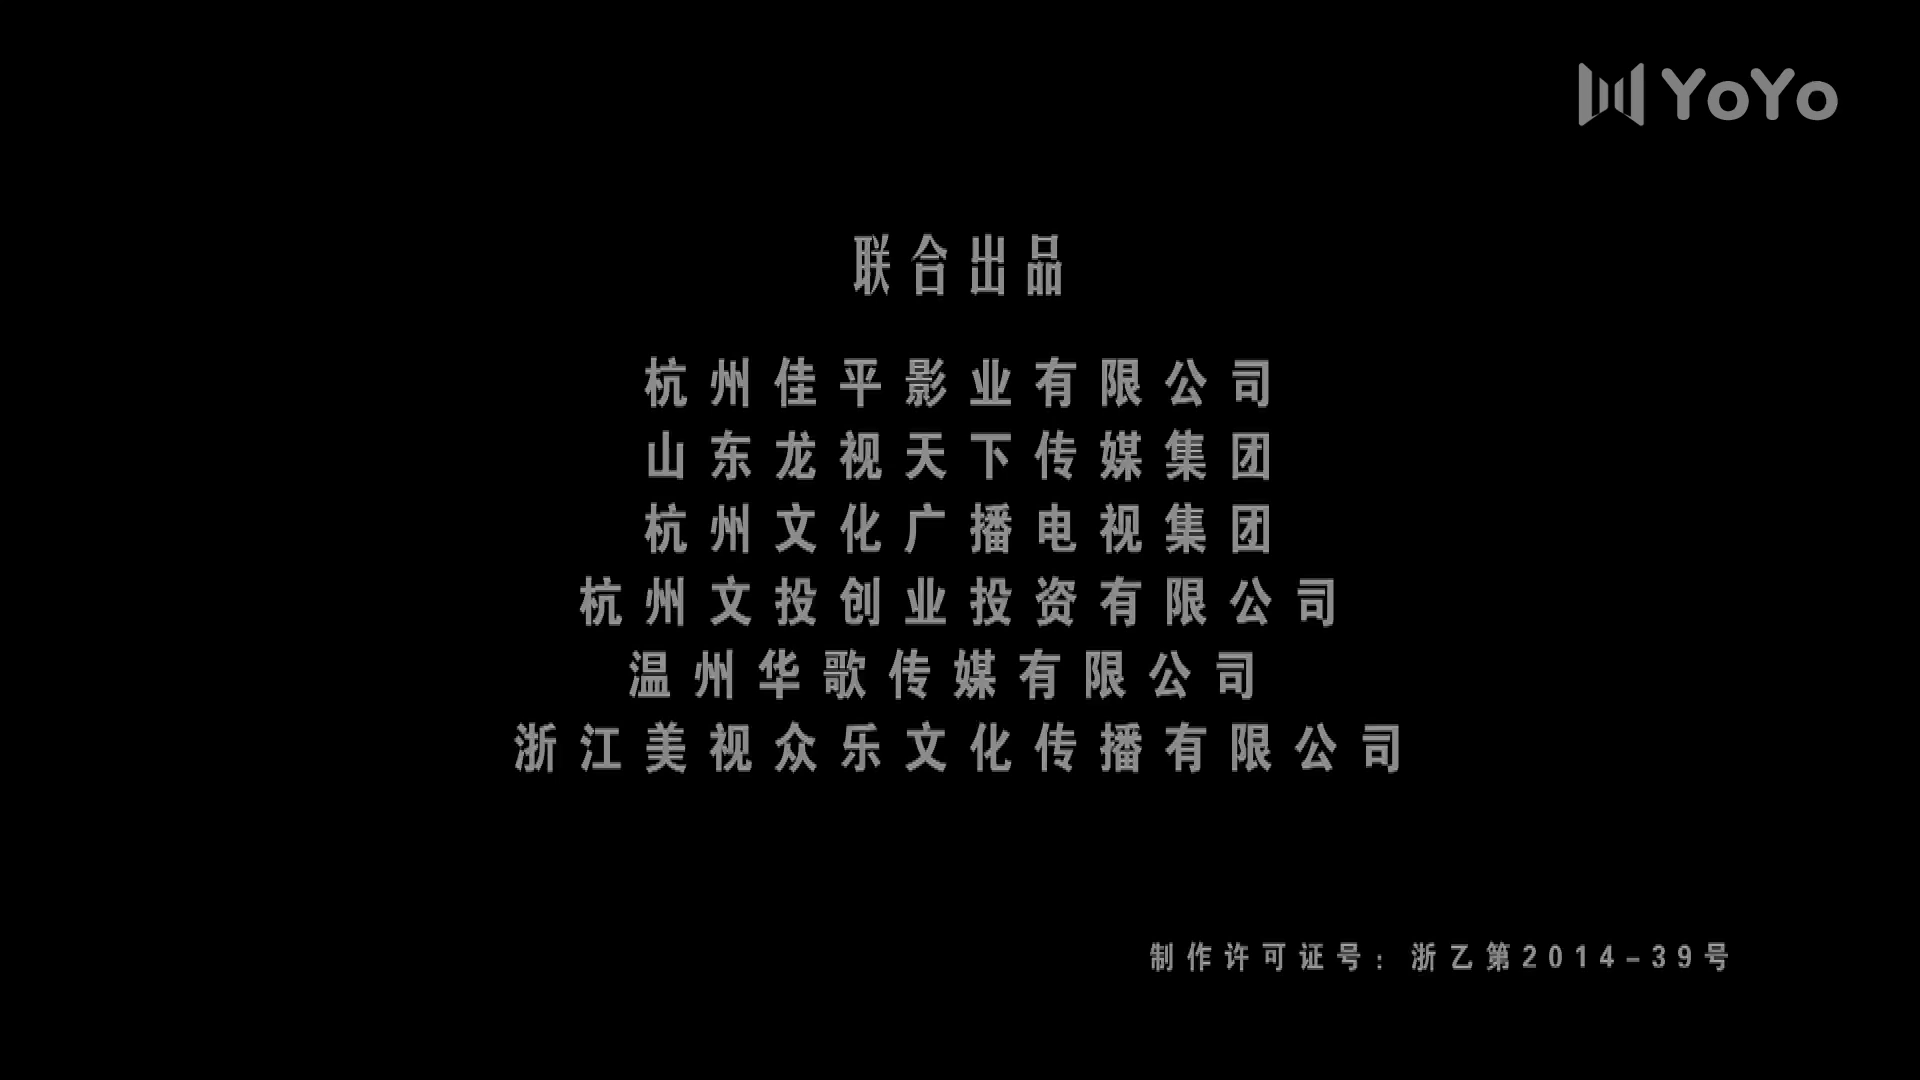 YoYo
联合出品
杭州佳平影业有限公司
山东龙视天下传媒集团
杭州文化广播电视集团
杭州文投创业投资有限公司
温州华歌传媒有限公司
浙江美视众乐文化传播有限公司
制作许可证号：浙乙第2014-39号